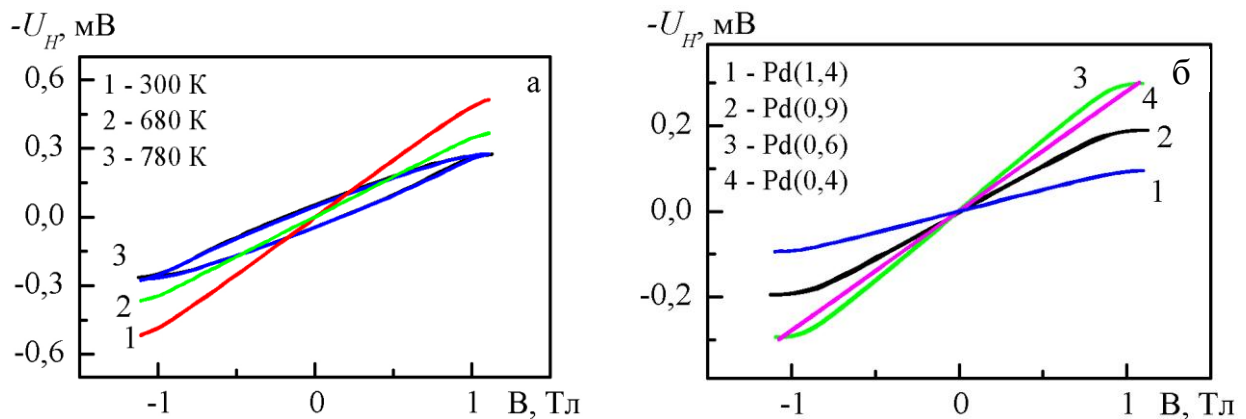 -U_H, мВ
а
1 - 300 К
2 - 680 К
3 - 780 К
0,6
0,3
0,0
-0,3
-0,6
3
2
1
-1
0
1
В, Тл
-U_H, мВ
б
1 - Pd(1,4)
2 - Pd(0,9)
3 - Pd(0,6)
4 - Pd(0,4)
3
4
2
1
0,2
0,0
-0,2
-1
0
1
В, Тл